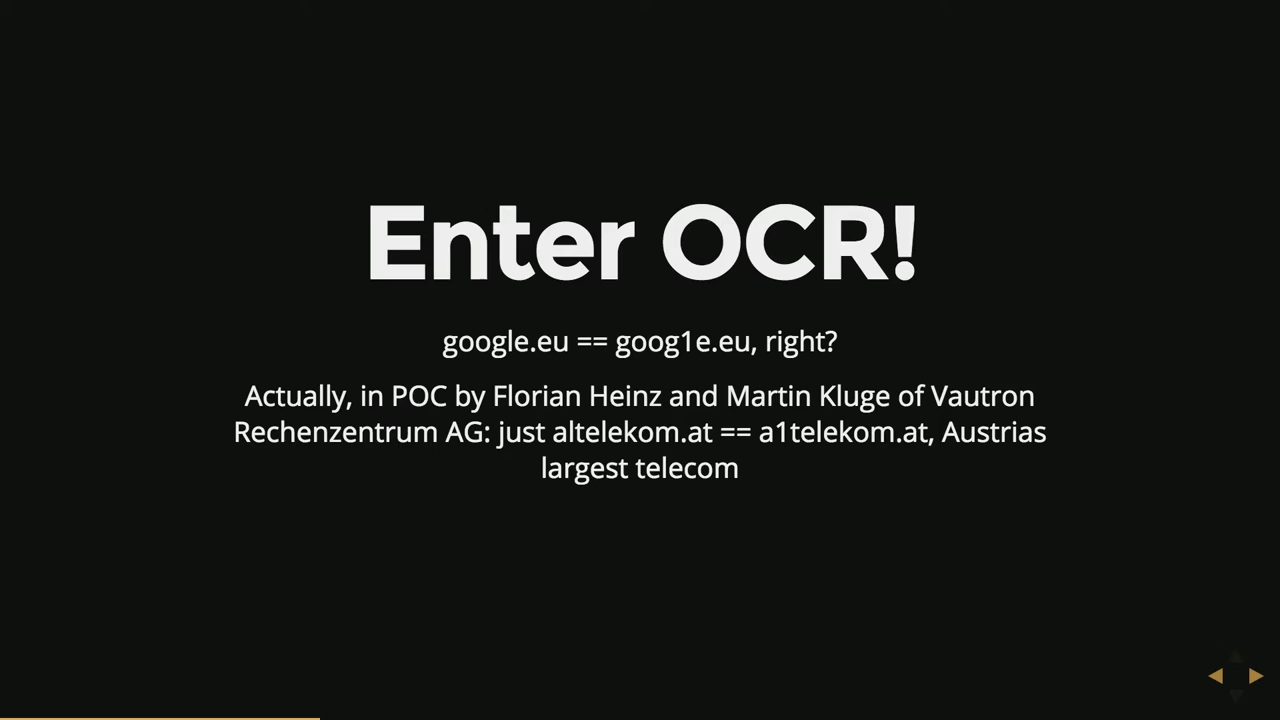 Enter OCR!
google.eu == goog1e.eu, right?
Actually, in POC by Florian Heinz and Martin Kluge of Vautron
Rechenzentrum AG: just altelekom.at == a1telekom.at, Austrias
largest telecom